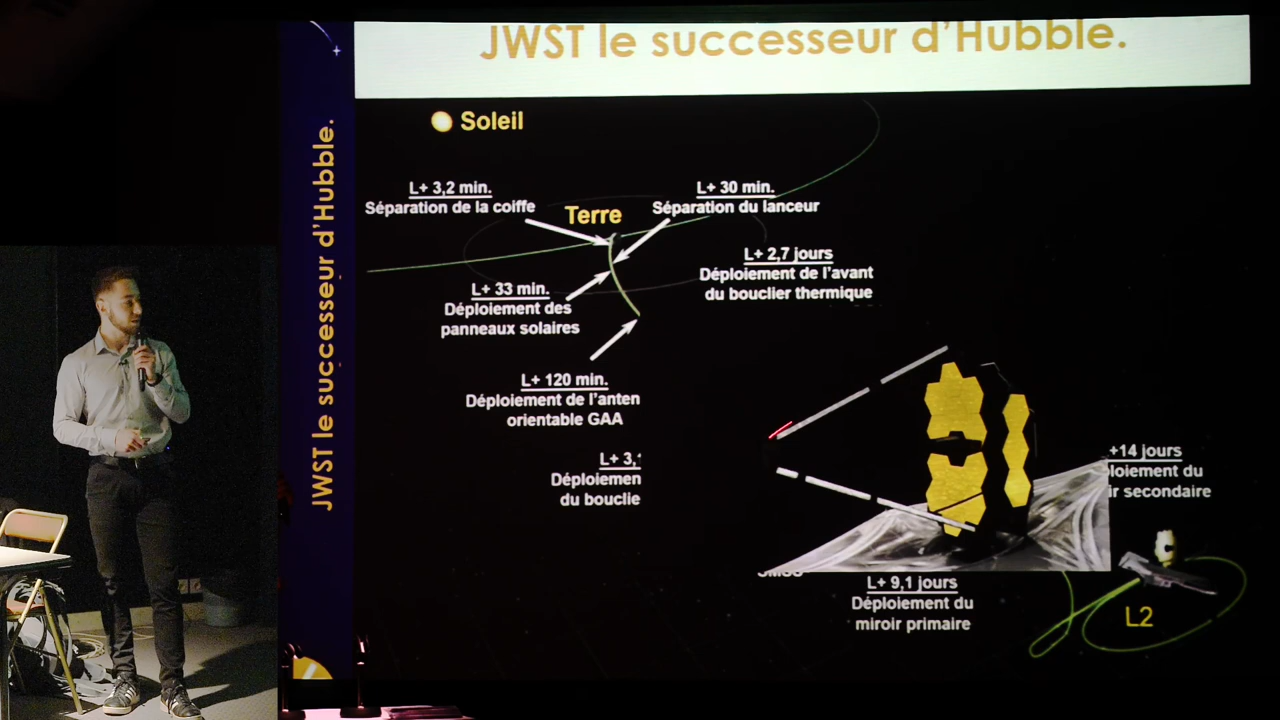 JWST le successeur d'Hubble.
JWST le successeur d'Hubble.
Soleil
L+ 3,2 min.
Séparation de la coiffe
Terre
L+ 30 min.
Séparation du lanceur
L+ 2,7 jours
Déploiement de l'avant
du bouclier thermique
L+ 33 min.
Déploiement des
panneaux solaires
L+ 120 min.
Déploiement de l'anten
orientable GAA
L+ 3,
Déploiemen
du bouclie
+14 jours
loiement du
ir secondaire
L+ 9,1 jours
Déploiement du
miroir primaire
L2